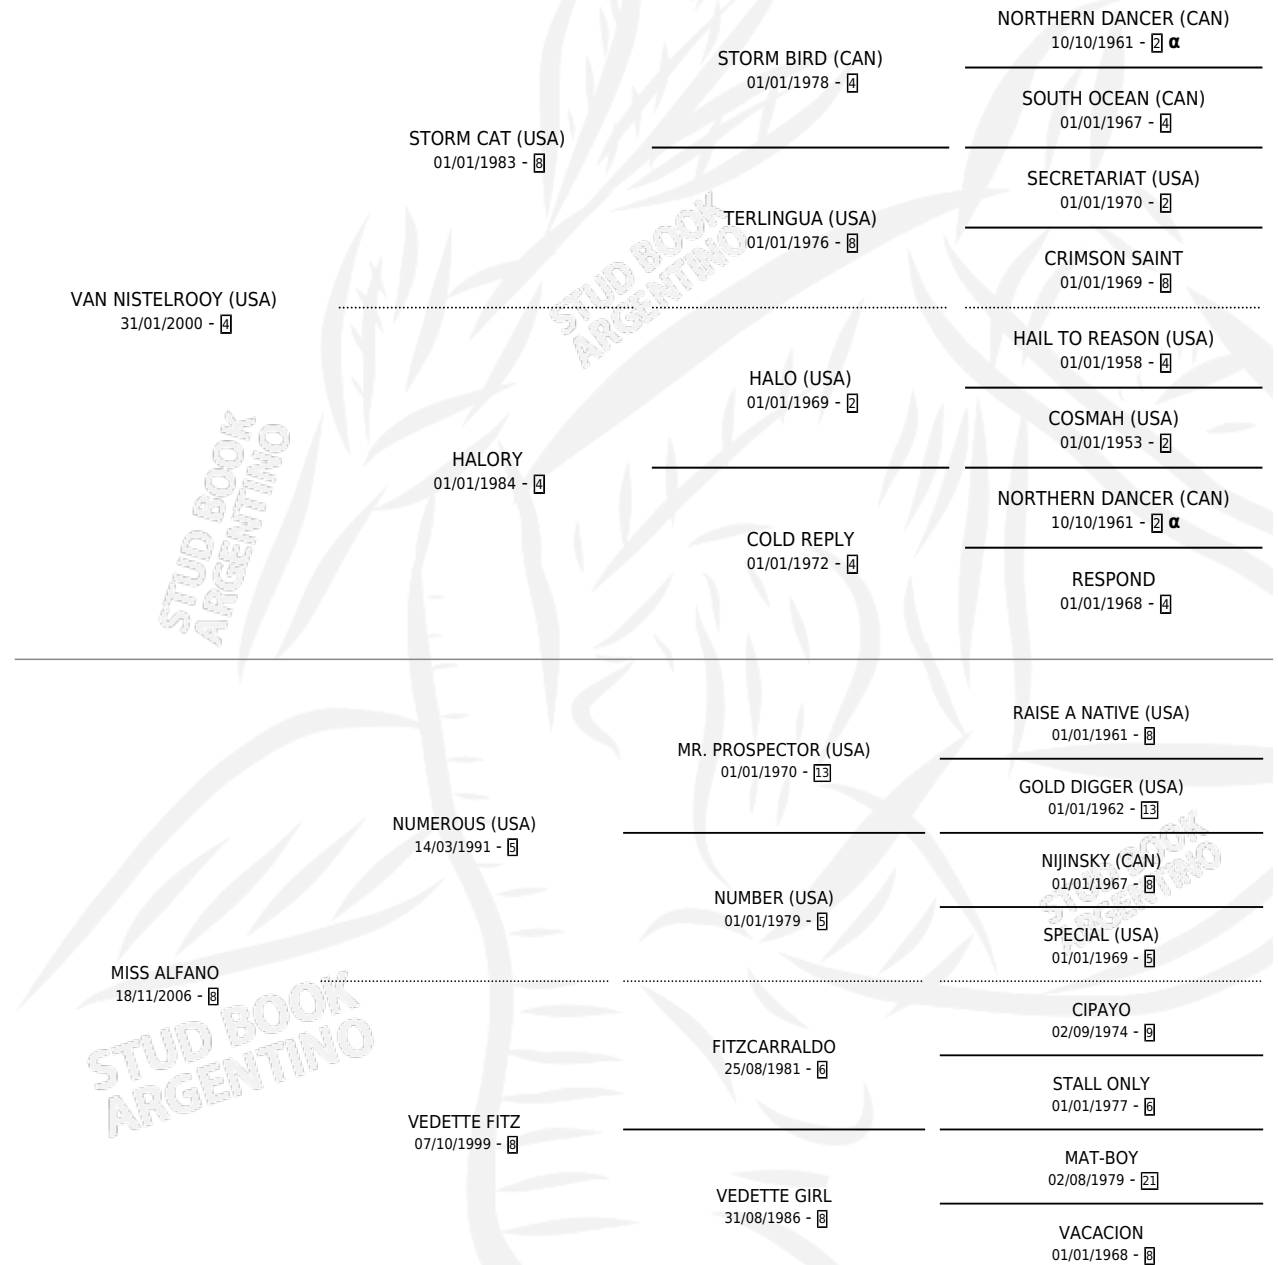 NORTHERN DANCER (CAN)
10/10/1961 - 2 α
STORM BIRD (CAN)
01/01/1978 - 4
SOUTH OCEAN (CAN)
01/01/1967 - 4
STORM CAT (USA)
01/01/1983 - 8
SECRETARIAT (USA)
01/01/1970 - 2
TERLINGUA (USA)
01/01/1976 - 8
CRIMSON SAINT
01/01/1969 - 8
STUD BOOK
ARGENTINO
VAN NISTELROOY (USA)
31/01/2000 - 4
HAIL TO REASON (USA)
01/01/1958 - 4
HALO (USA)
01/01/1969 - 2
COSMAH (USA)
01/01/1953 - 2
HALORY
01/01/1984 - 4
NORTHERN DANCER (CAN)
10/10/1961 - 2 α
COLD REPLY
01/01/1972 - 4
RESPOND
01/01/1968 - 4
STUD BOOK
ARGENTINO
RAISE A NATIVE (USA)
01/01/1961 - 8
MR. PROSPECTOR (USA)
01/01/1970 - 13
GOLD DIGGER (USA)
01/01/1962 - 13
NUMEROUS (USA)
14/03/1991 - 5
NIJINSKY (CAN)
01/01/1967 - 8
STUD BOOK
ARGENTINO
NUMBER (USA)
01/01/1979 - 5
SPECIAL (USA)
01/01/1969 - 5
MISS ALFANO
18/11/2006 - 8
STUD BOOK
ARGENTINO
CIPAYO
02/09/1974 - 9
FITZCARRALDO
25/08/1981 - 6
STALL ONLY
01/01/1977 - 6
VEDETTE FITZ
07/10/1999 - 8
MAT-BOY
02/08/1979 - 21
VEDETTE GIRL
31/08/1986 - 8
VACACION
01/01/1968 - 8